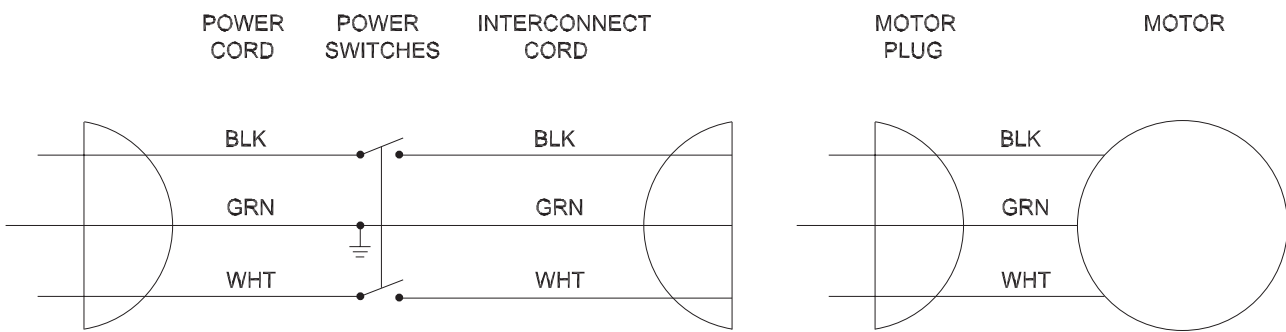 POWER CORD
POWER SWITCHES
INTERCONNECT CORD
MOTOR PLUG
MOTOR
BLK
BLK
BLK
GRN
GRN
GRN
WHT
WHT
WHT